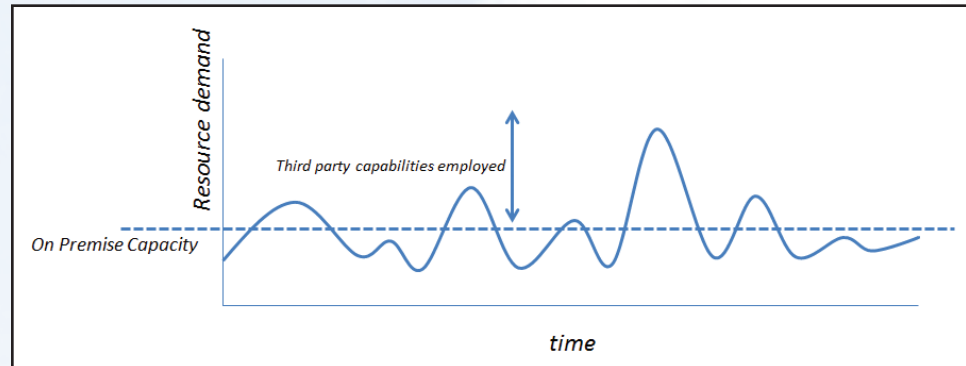 Resource demand
Third party capabilities employed
On Premise Capacity
time